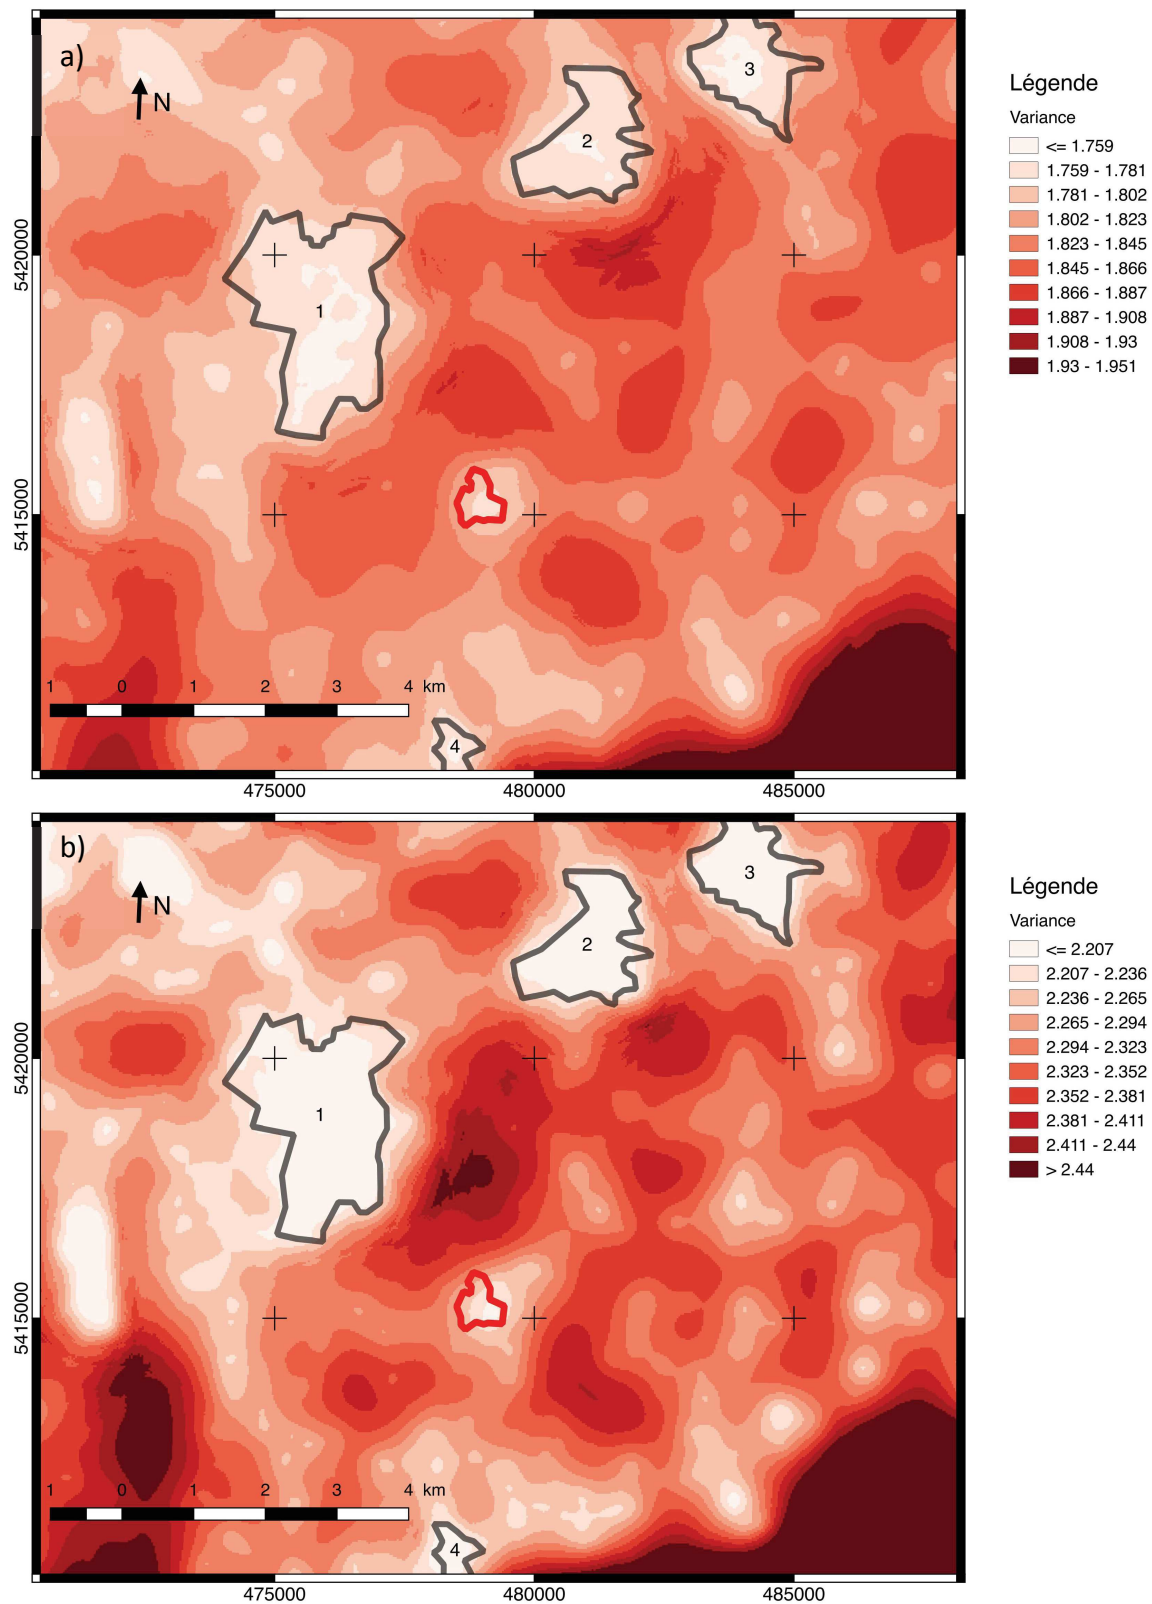 a)
N
3
2
1
4
5420000
5415000
1 0 1 2 3 4 km
475000 480000 485000
Légende
Variance
<= 1.759
1.759 - 1.781
1.781 - 1.802
1.802 - 1.823
1.823 - 1.845
1.845 - 1.866
1.866 - 1.887
1.887 - 1.908
1.908 - 1.93
1.93 - 1.951
b)
N
3
2
1
4
5420000
5415000
1 0 1 2 3 4 km
475000 480000 485000
Légende
Variance
<= 2.207
2.207 - 2.236
2.236 - 2.265
2.265 - 2.294
2.294 - 2.323
2.323 - 2.352
2.352 - 2.381
2.381 - 2.411
2.411 - 2.44
> 2.44